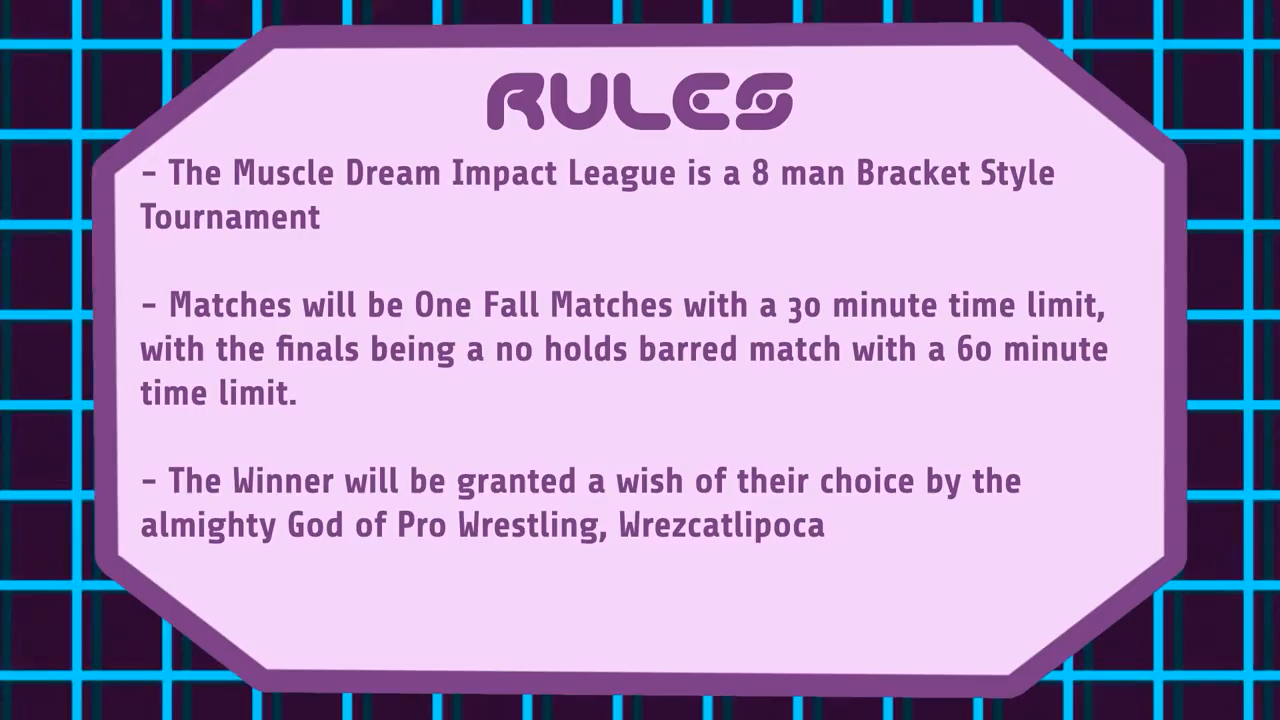 RULES
- The Muscle Dream Impact League is a 8 man Bracket Style
Tournament
- Matches will be One Fall Matches with a 30 minute time limit,
with the finals being a no holds barred match with a 60 minute
time limit.
- The Winner will be granted a wish of their choice by the
almighty God of Pro Wrestling, Wrezcatlipoca